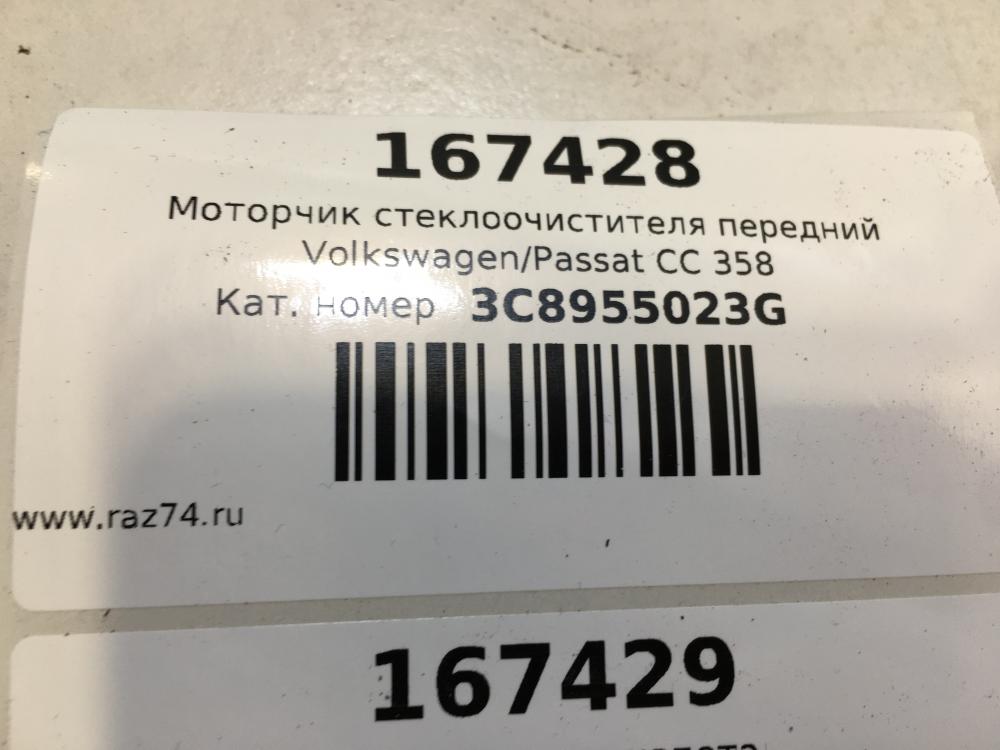 167428
Моторчик стеклоочистителя передний
Volkswagen/Passat CC 358
Кат. номер 3C8955023G
www.raz74.ru
167429